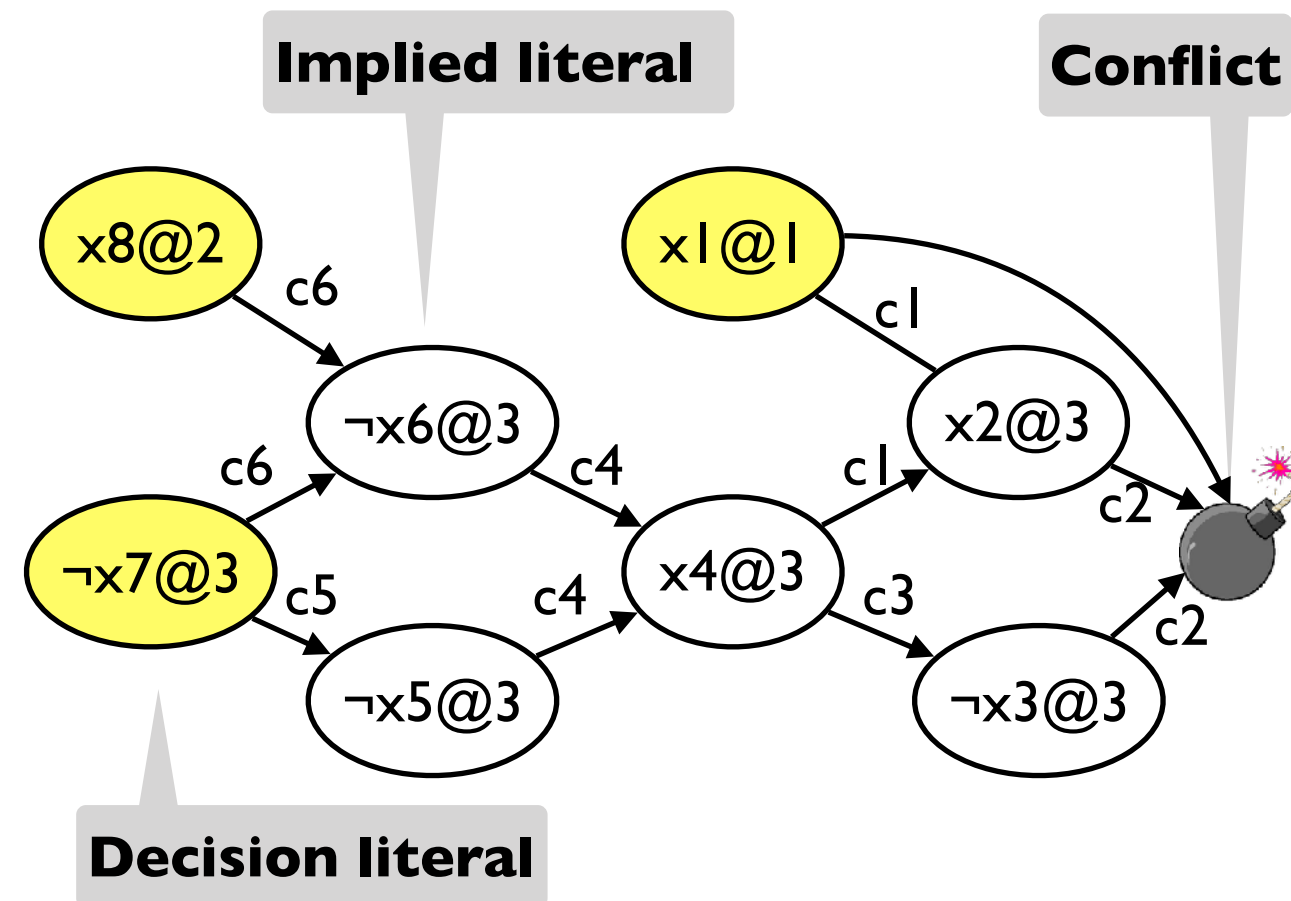 Implied literal
Conflict
x8@2
x1@1
c6
c1
¬x6@3
x2@3
c6
c4
c1
c2
¬x7@3
x4@3
c5
c4
c3
c2
¬x5@3
¬x3@3
Decision literal